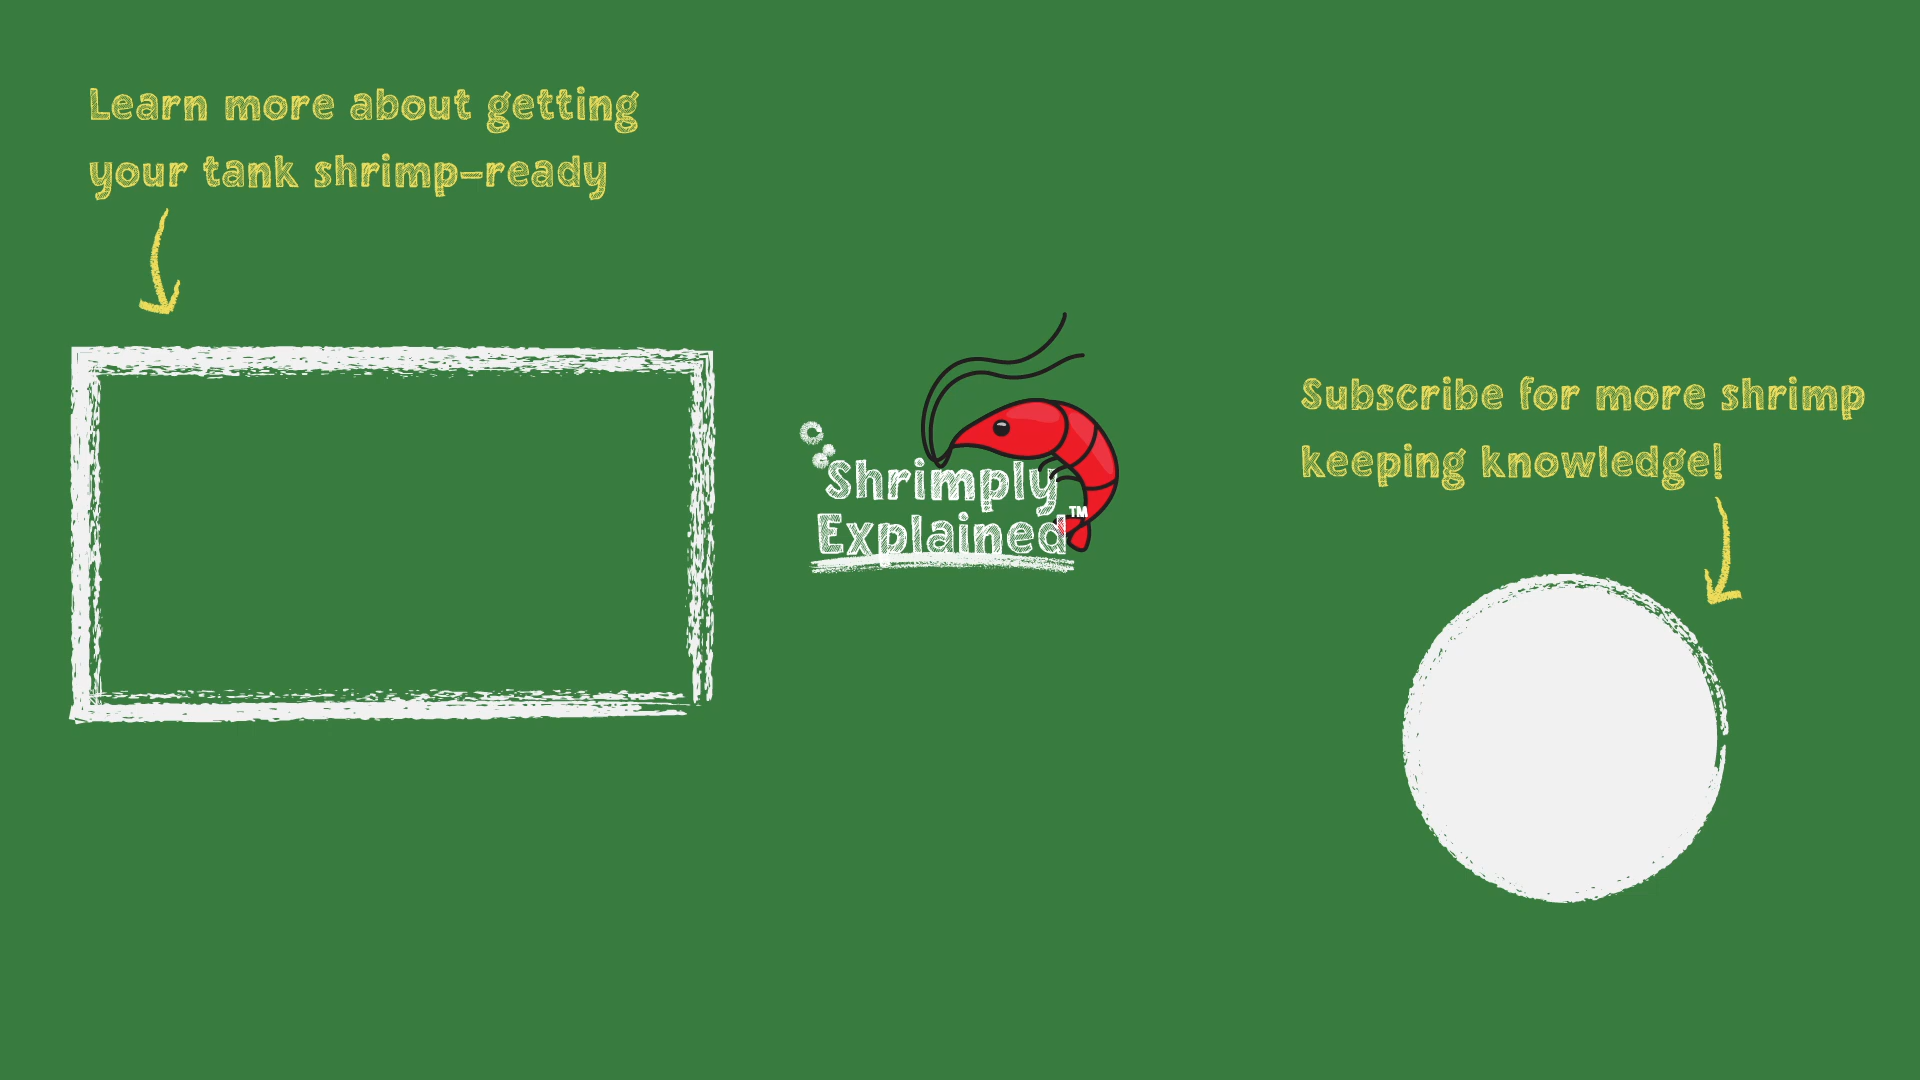 Learn more about getting
your tank shrimp-ready
Shrimply
Explained™
Subscribe for more shrimp
keeping knowledge!